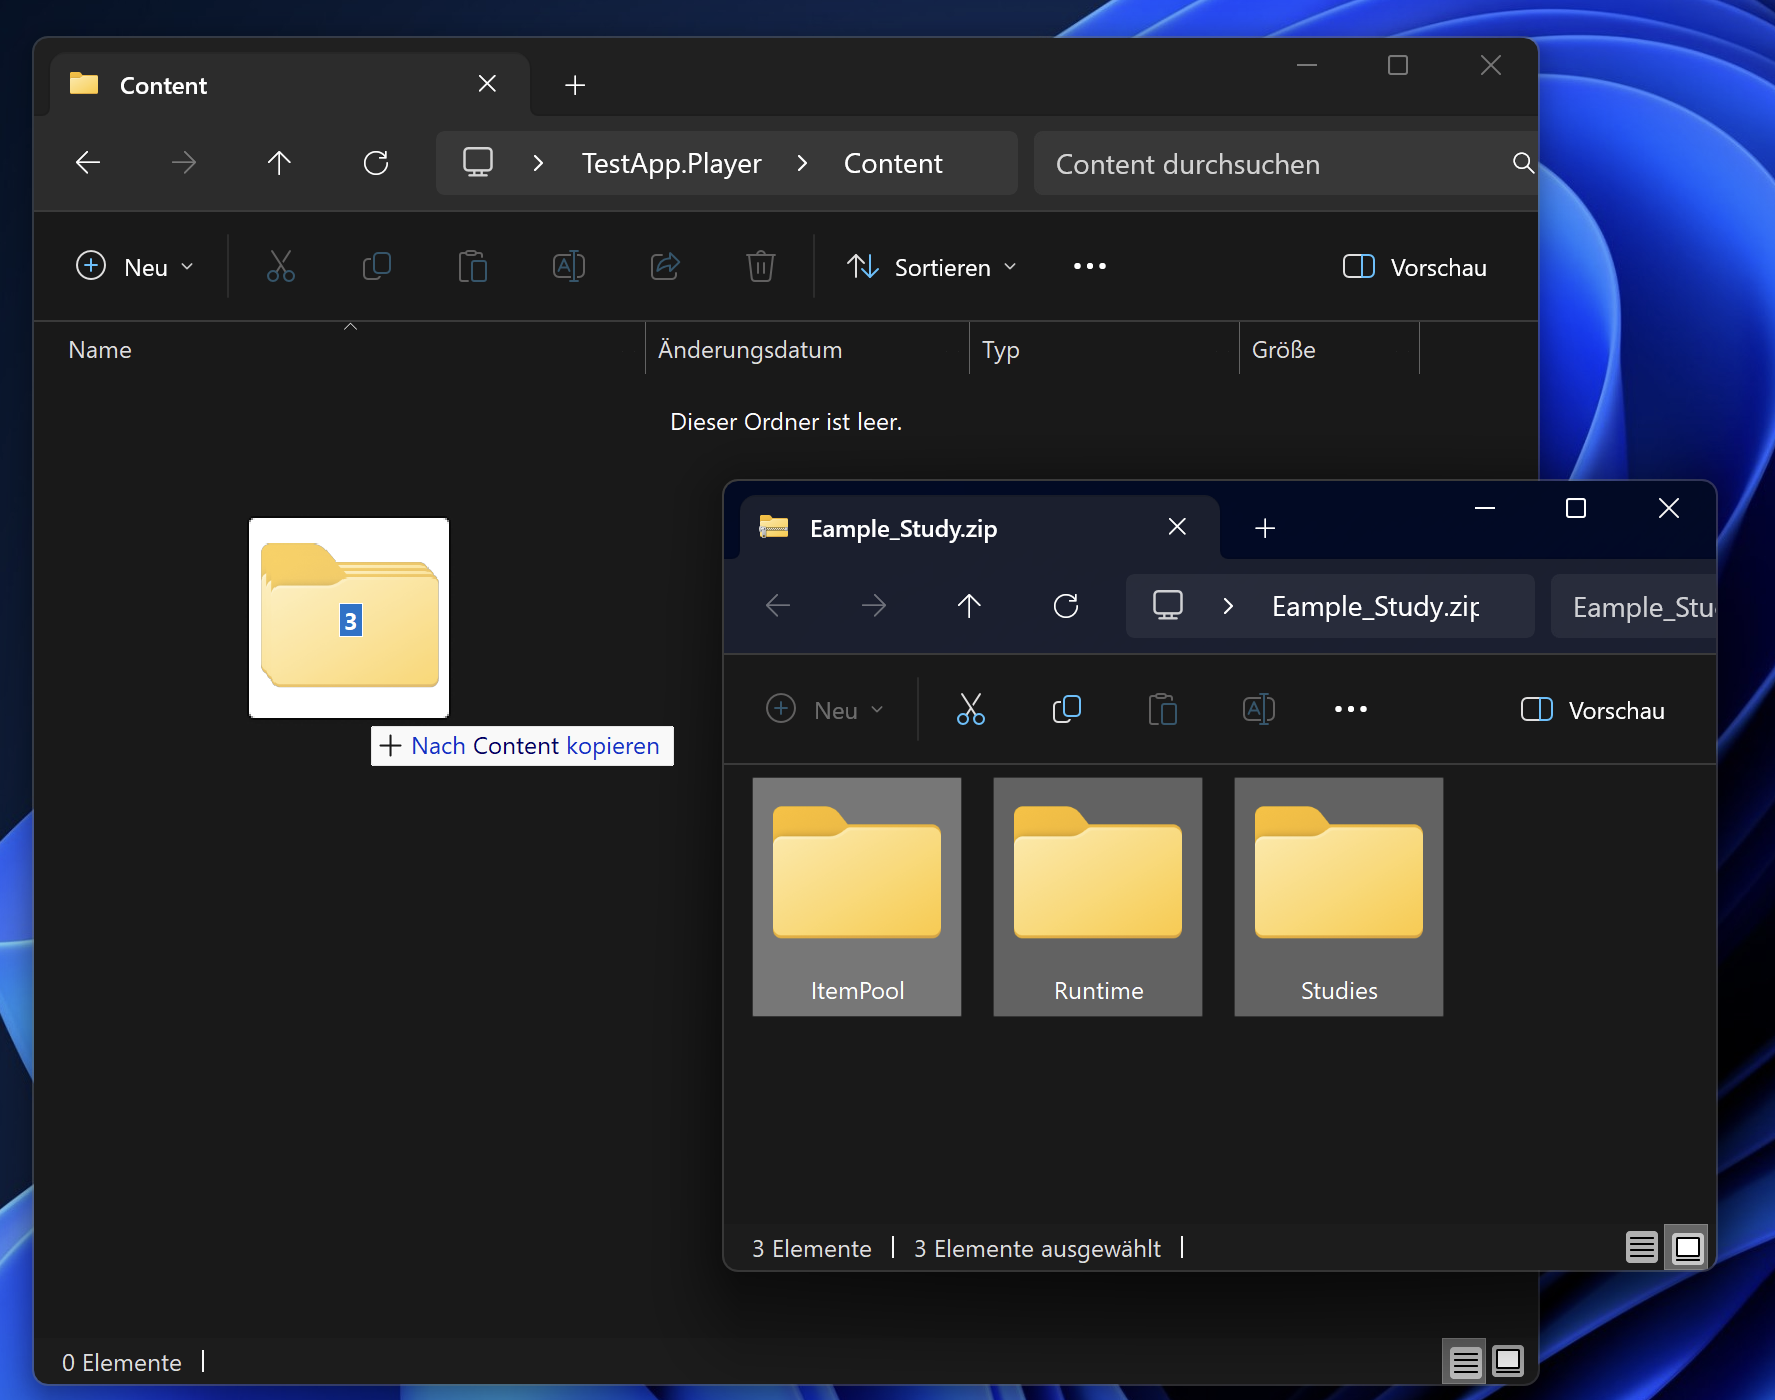 Content
TestApp.Player
Content
Content durchsuchen
Neu
Sortieren
Vorschau
Name
Änderungsdatum
Typ
Größe
Dieser Ordner ist leer.
3
Nach Content kopieren
Eample_Study.zip
Eample_Study.zip
Eample_Stu
Neu
Vorschau
ItemPool
Runtime
Studies
3 Elemente
3 Elemente ausgewählt
0 Elemente